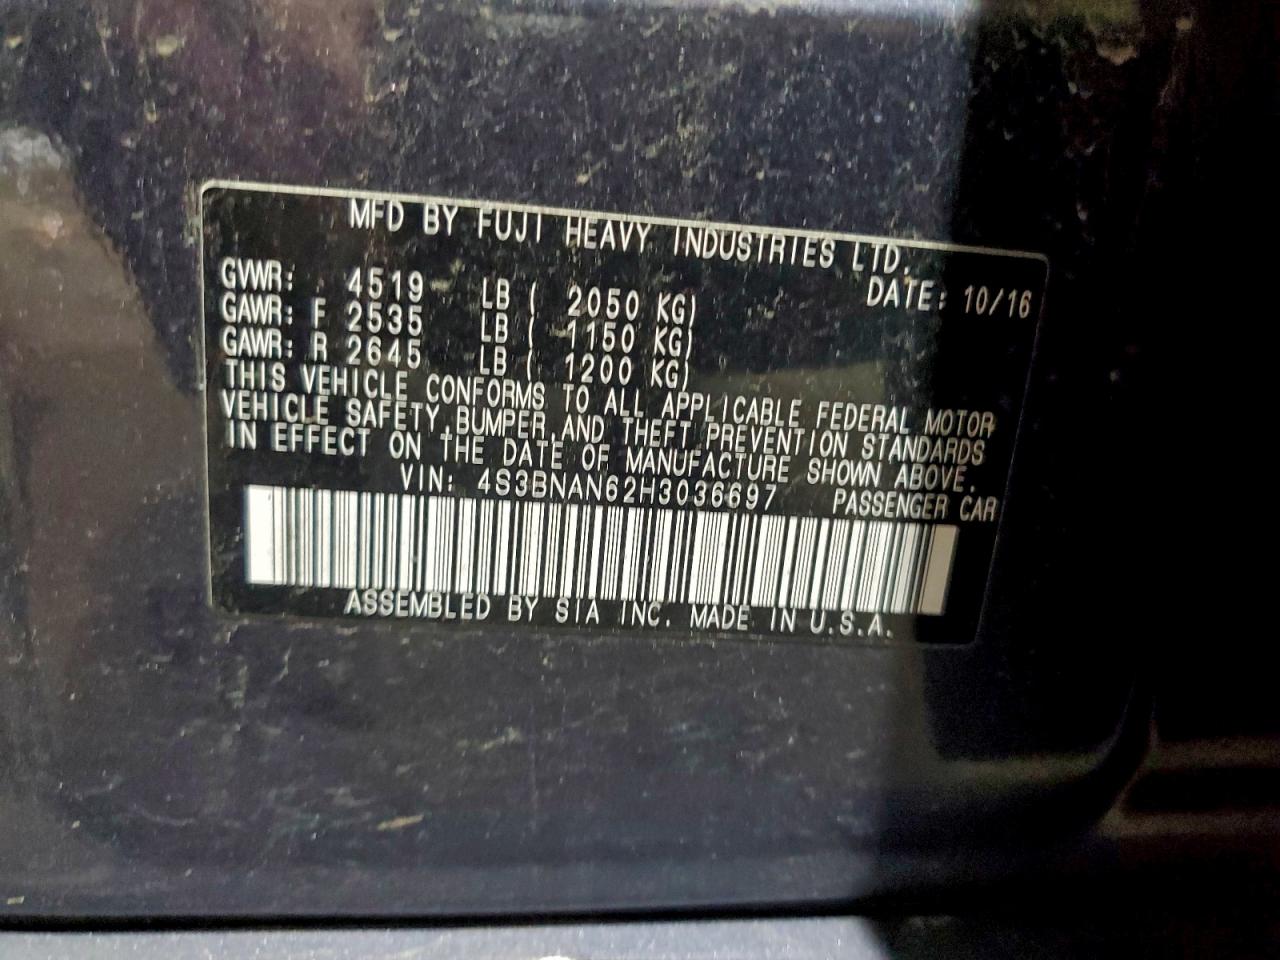 MFD BY FUJI HEAVY INDUSTRIES LTD.
GVWR: 4519 LB ( 2050 KG) DATE: 10/16
GAWR: F 2535 LB ( 1150 KG)
GAWR: R 2645 LB ( 1200 KG)
THIS VEHICLE CONFORMS TO ALL APPLICABLE FEDERAL MOTOR
VEHICLE SAFETY,BUMPER,AND THEFT PREVENTION STANDARDS
IN EFFECT ON THE DATE OF MANUFACTURE SHOWN ABOVE.
VIN: 4S3BNAN62H3036697 PASSENGER CAR
ASSEMBLED BY SIA INC. MADE IN U.S.A.